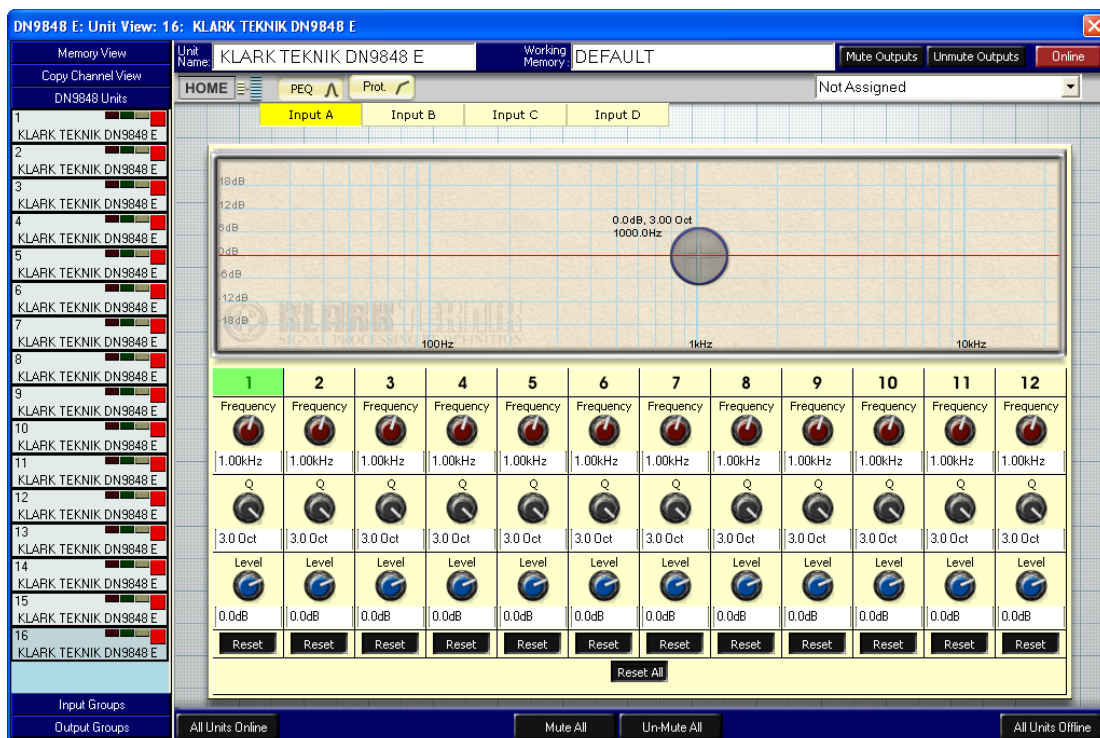 DN9848 E: Unit View: 16: KLARK TEKNIK DN9848 E
Memory View
Copy Channel View
DN9848 Units
1
KLARK TEKNIK DN9848 E
2
KLARK TEKNIK DN9848 E
3
KLARK TEKNIK DN9848 E
4
KLARK TEKNIK DN9848 E
5
KLARK TEKNIK DN9848 E
6
KLARK TEKNIK DN9848 E
7
KLARK TEKNIK DN9848 E
8
KLARK TEKNIK DN9848 E
9
KLARK TEKNIK DN9848 E
10
KLARK TEKNIK DN9848 E
11
KLARK TEKNIK DN9848 E
12
KLARK TEKNIK DN9848 E
13
KLARK TEKNIK DN9848 E
14
KLARK TEKNIK DN9848 E
15
KLARK TEKNIK DN9848 E
16
KLARK TEKNIK DN9848 E
Input Groups
Output Groups
Unit Name: KLARK TEKNIK DN9848 E Working Memory: DEFAULT Mute Outputs Unmute Outputs Online
HOME PEQ Prot. Not Assigned
Input A Input B Input C Input D
18dB
12dB
6dB
0dB
-6dB
-12dB
-18dB
0.0dB, 3.00 Oct
1000.0Hz
KLARK TEKNIK
SIGNAL PROCESSING BY DEFINITION
100Hz 1kHz 10kHz
1 2 3 4 5 6 7 8 9 10 11 12
Frequency Frequency Frequency Frequency Frequency Frequency Frequency Frequency Frequency Frequency Frequency Frequency
1.00kHz 1.00kHz 1.00kHz 1.00kHz 1.00kHz 1.00kHz 1.00kHz 1.00kHz 1.00kHz 1.00kHz 1.00kHz 1.00kHz
Q Q Q Q Q Q Q Q Q Q Q Q
3.0 Oct 3.0 Oct 3.0 Oct 3.0 Oct 3.0 Oct 3.0 Oct 3.0 Oct 3.0 Oct 3.0 Oct 3.0 Oct 3.0 Oct 3.0 Oct
Level Level Level Level Level Level Level Level Level Level Level Level
0.0dB 0.0dB 0.0dB 0.0dB 0.0dB 0.0dB 0.0dB 0.0dB 0.0dB 0.0dB 0.0dB 0.0dB
Reset Reset Reset Reset Reset Reset Reset Reset Reset Reset Reset Reset
Reset All
All Units Online Mute All Un-Mute All All Units Offline